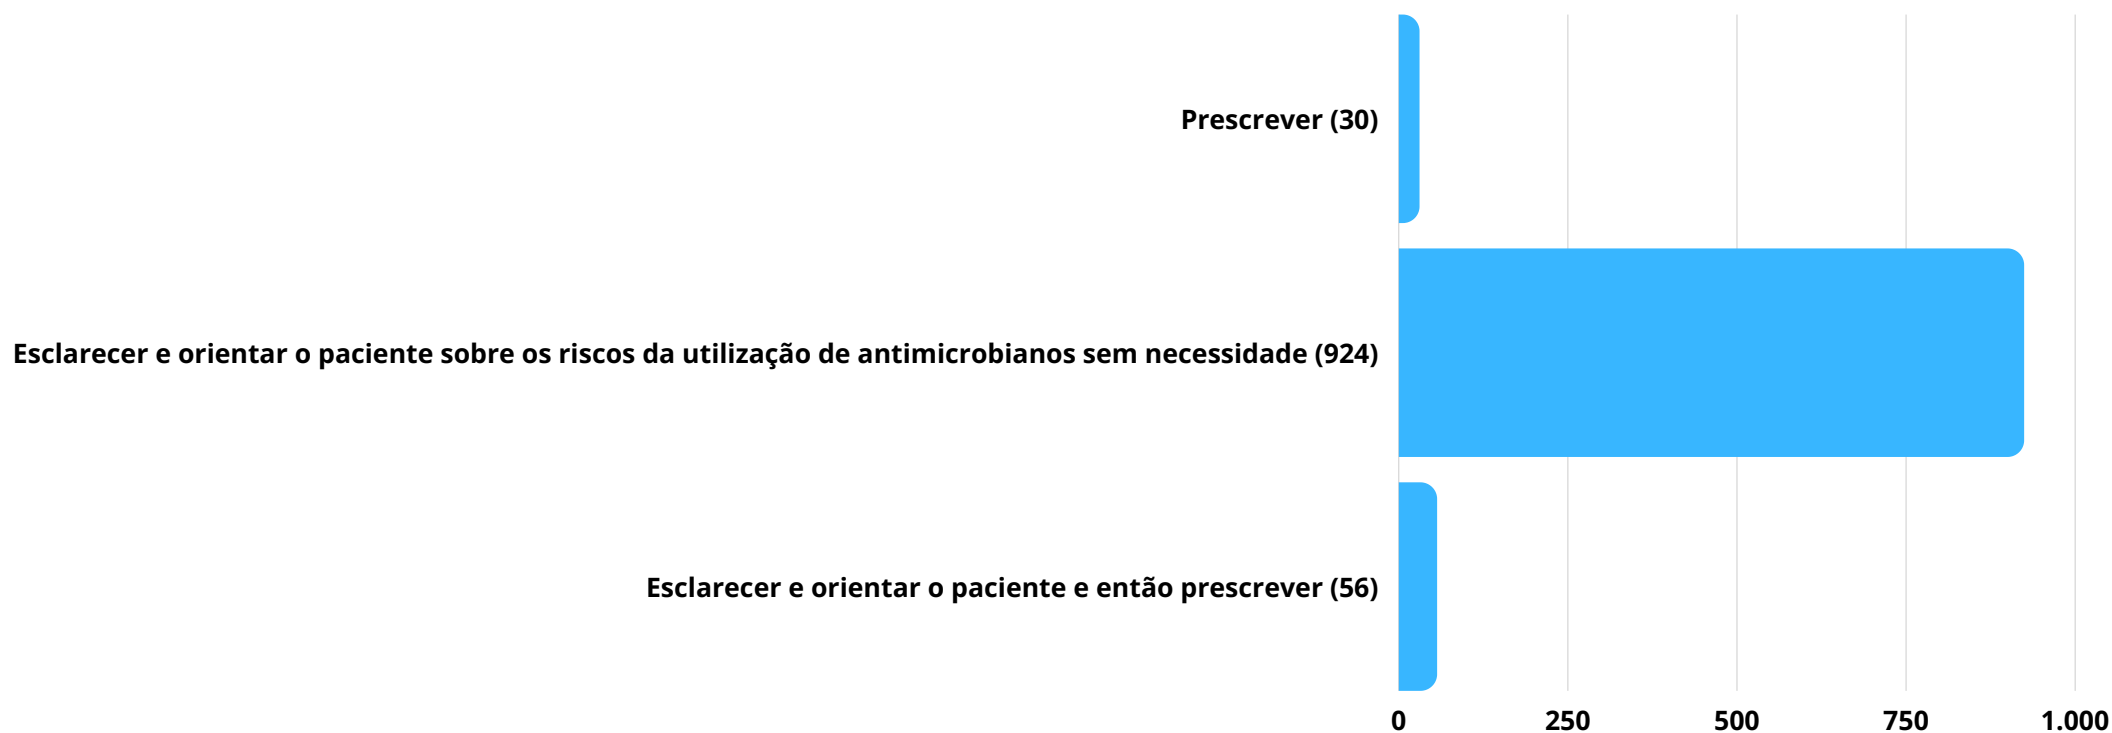 Prescrever (30)
Esclarecer e orientar o paciente sobre os riscos da utilização de antimicrobianos sem necessidade (924)
Esclarecer e orientar o paciente e então prescrever (56)
0 250 500 750 1.000